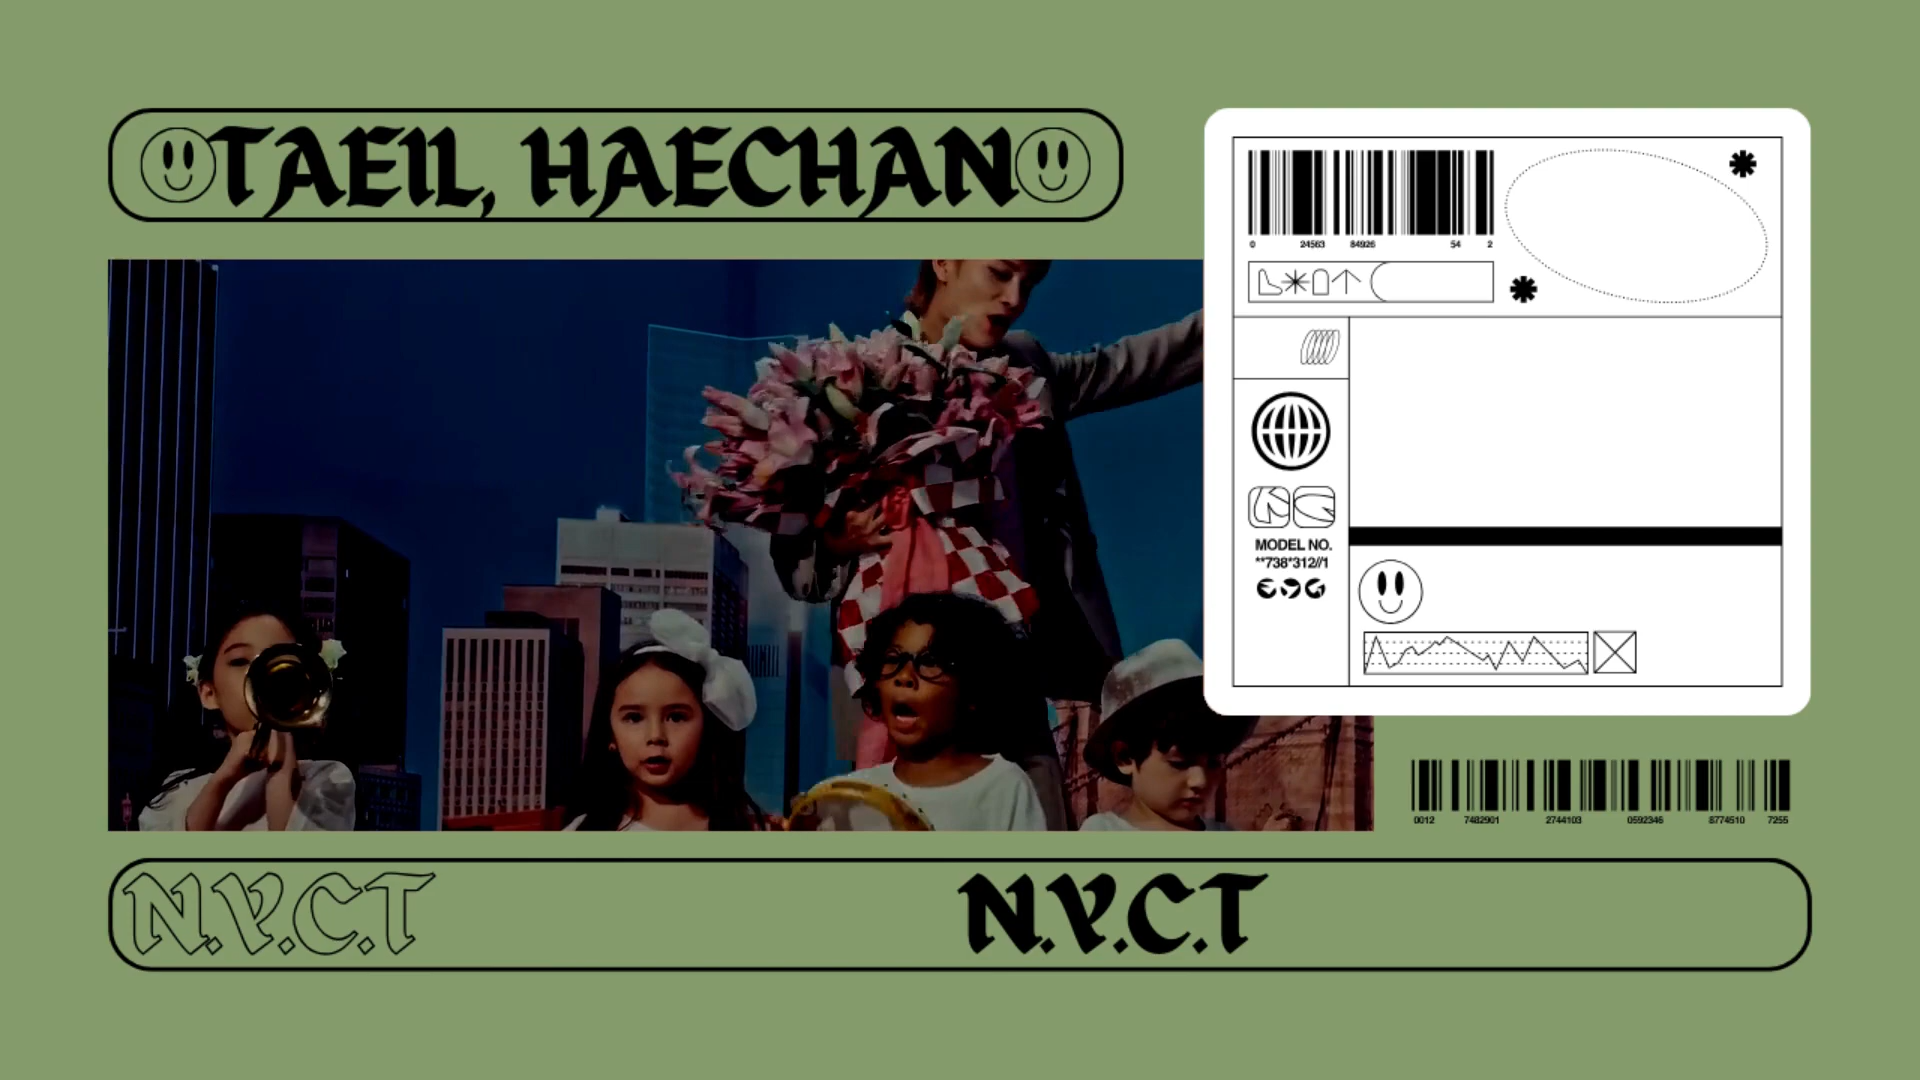 TAEIL, HAECHAN
0 24563 84926 54 2
MODEL NO.
**738*312//1
0012 7482901 2744103 0592346 8774510 7255
N.Y.C.T N.Y.C.T